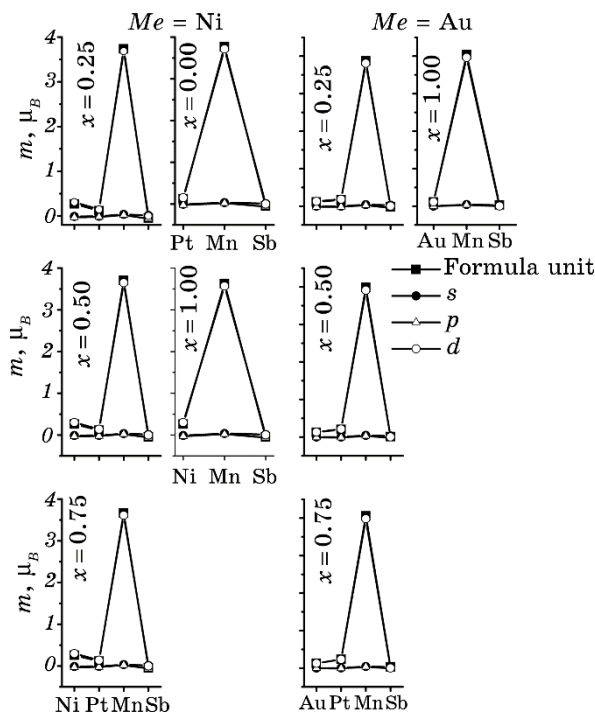 Me = Ni Me = Au
4
3
2
1
0
m, μB
x = 0.25
x = 0.00
x = 0.25
x = 1.00
Pt Mn Sb
Au Mn Sb
4
3
2
1
0
m, μB
x = 0.50
x = 1.00
x = 0.50
Formula unit
s
p
d
Ni Mn Sb
4
3
2
1
0
m, μB
x = 0.75
x = 0.75
Ni Pt Mn Sb
Au Pt Mn Sb